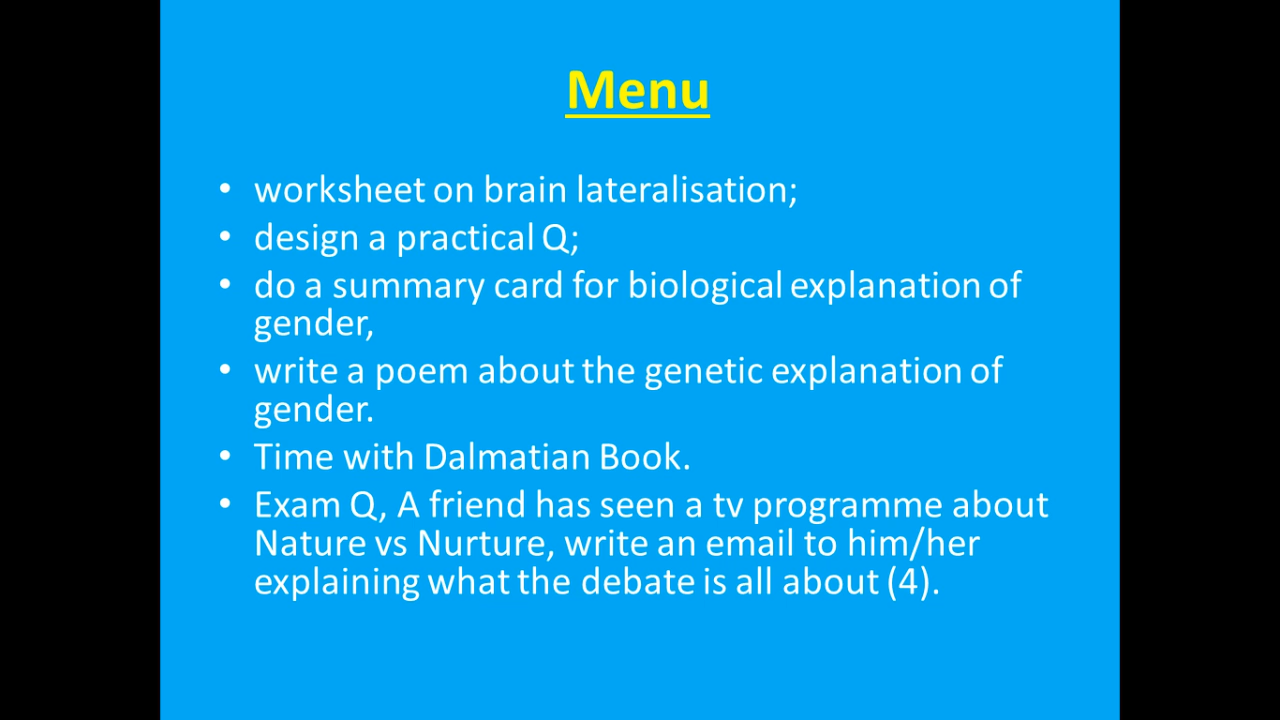 Menu
• worksheet on brain lateralisation;
• design a practical Q;
• do a summary card for biological explanation of
gender,
• write a poem about the genetic explanation of
gender.
• Time with Dalmatian Book.
• Exam Q, A friend has seen a tv programme about
Nature vs Nurture, write an email to him/her
explaining what the debate is all about (4).